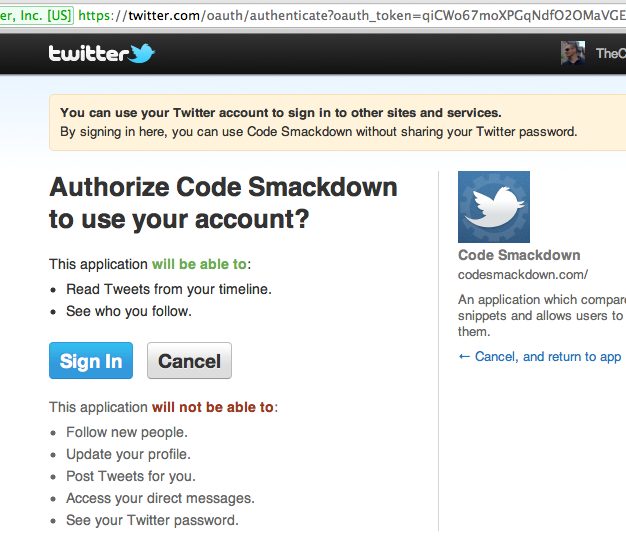 er, Inc. [US] https://twitter.com/oauth/authenticate?oauth_token=qiCWo67moXPGqNdfO2OMaVGE
twitter
TheC
You can use your Twitter account to sign in to other sites and services.
By signing in here, you can use Code Smackdown without sharing your Twitter password.
Authorize Code Smackdown
to use your account?
This application will be able to:
• Read Tweets from your timeline.
• See who you follow.
Sign In
Cancel
This application will not be able to:
• Follow new people.
• Update your profile.
• Post Tweets for you.
• Access your direct messages.
• See your Twitter password.
Code Smackdown
codesmackdown.com/
An application which compare
snippets and allows users to
them.
← Cancel, and return to app